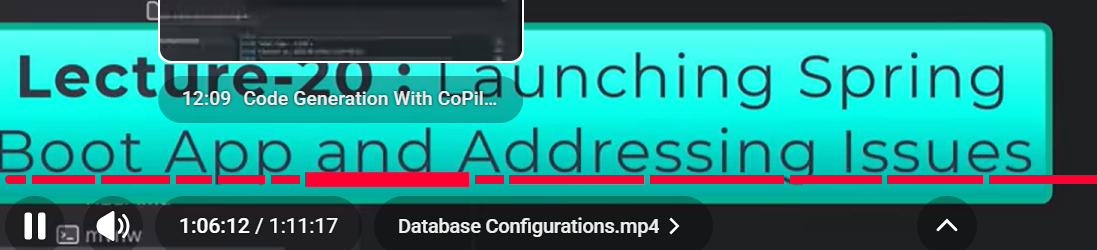 Lecture-20 : Launching Spring
12:09 Code Generation With CoPil...
Boot App and Addressing Issues
1:06:12 / 1:11:17
Database Configurations.mp4